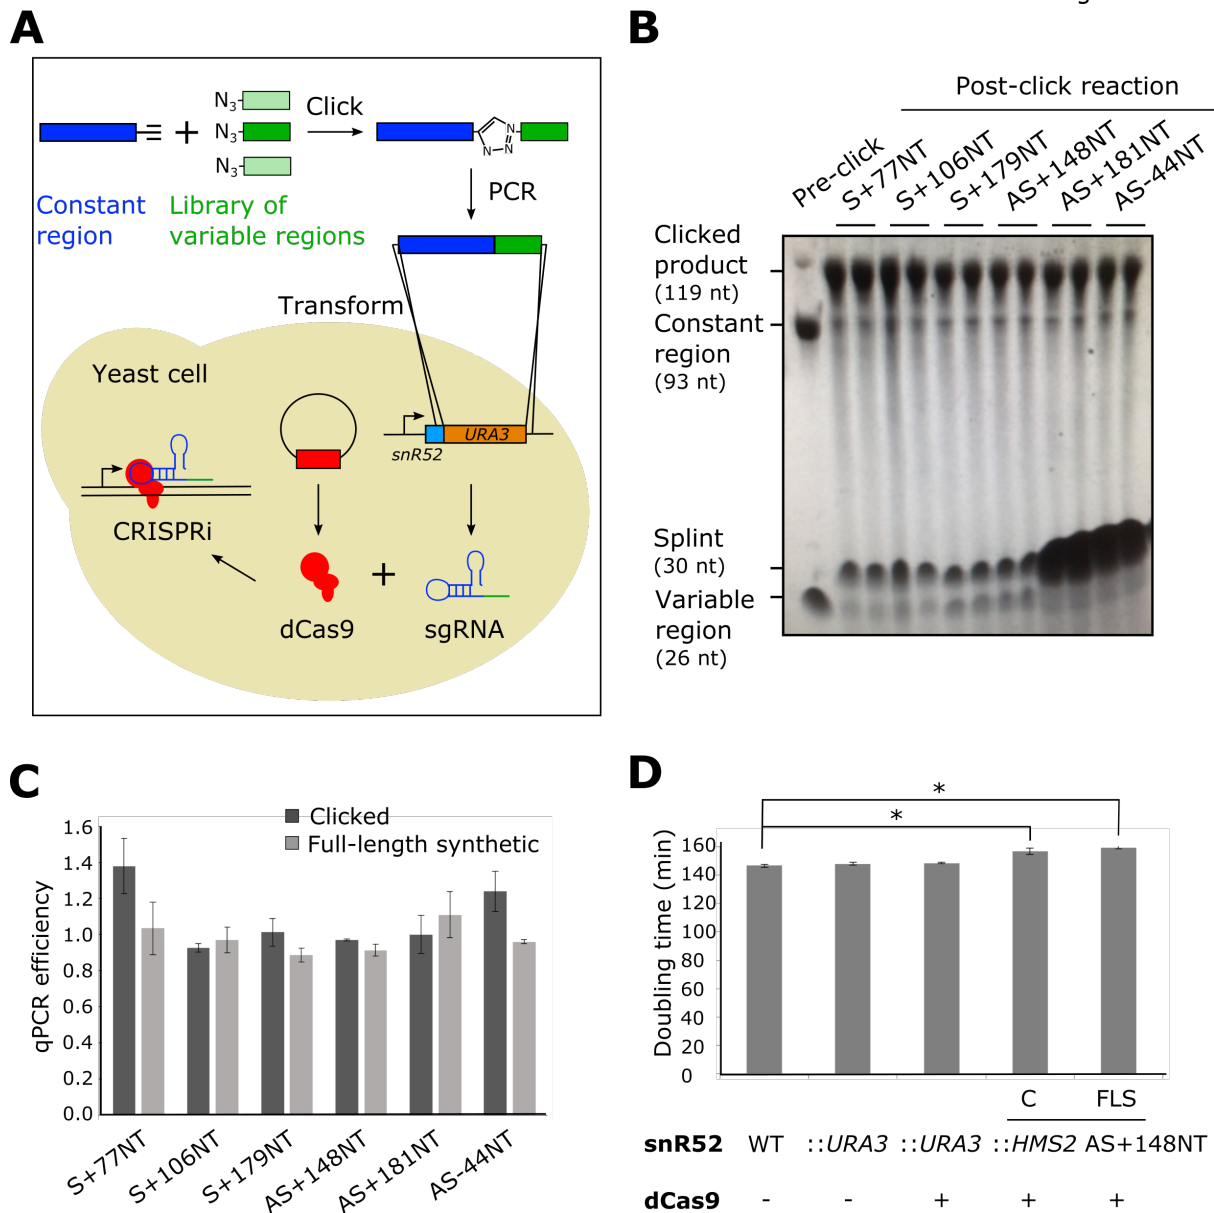 A
N3-
N3-
N3-
Click
+
Constant
region
Library of
variable regions
N
N
N
PCR
Transform
Yeast cell
snR52
URA3
CRISPRi
dCas9
+
sgRNA
B
Post-click reaction
Pre-click
S+77NT
S+106NT
S+179NT
AS+148NT
AS+181NT
AS-44NT
Clicked
product
(119 nt)
Constant
region
(93 nt)
Splint
(30 nt)
Variable
region
(26 nt)
C
Clicked
Full-length synthetic
qPCR efficiency
1.6
1.4
1.2
1.0
0.8
0.6
0.4
0.2
0.0
S+77NT
S+106NT
S+179NT
AS+148NT
AS+181NT
AS-44NT
D
*
*
Doubling time (min)
160
140
120
100
80
60
40
20
0
C FLS
snR52 WT ::URA3 ::URA3 ::HMS2 AS+148NT
dCas9 - - + + +